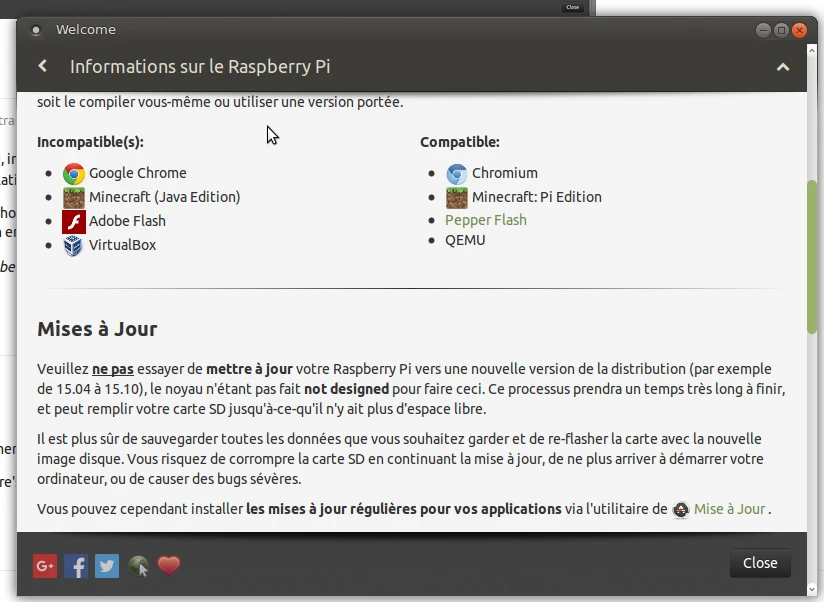 Close
Welcome
Informations sur le Raspberry Pi
soit le compiler vous-même ou utiliser une version portée.
Incompatible(s):
Google Chrome
Minecraft (Java Edition)
Adobe Flash
VirtualBox
Compatible:
Chromium
Minecraft: Pi Edition
Pepper Flash
QEMU
Mises à Jour
Veuillez ne pas essayer de mettre à jour votre Raspberry Pi vers une nouvelle version de la distribution (par exemple
de 15.04 à 15.10), le noyau n'étant pas fait not designed pour faire ceci. Ce processus prendra un temps très long à finir,
et peut remplir votre carte SD jusqu'à-ce-qu'il n'y ait plus d'espace libre.
Il est plus sûr de sauvegarder toutes les données que vous souhaitez garder et de re-flasher la carte avec la nouvelle
image disque. Vous risquez de corrompre la carte SD en continuant la mise à jour, de ne plus arriver à démarrer votre
ordinateur, ou de causer des bugs sévères.
Vous pouvez cependant installer les mises à jour régulières pour vos applications via l'utilitaire de Mise à Jour .
G+
Close